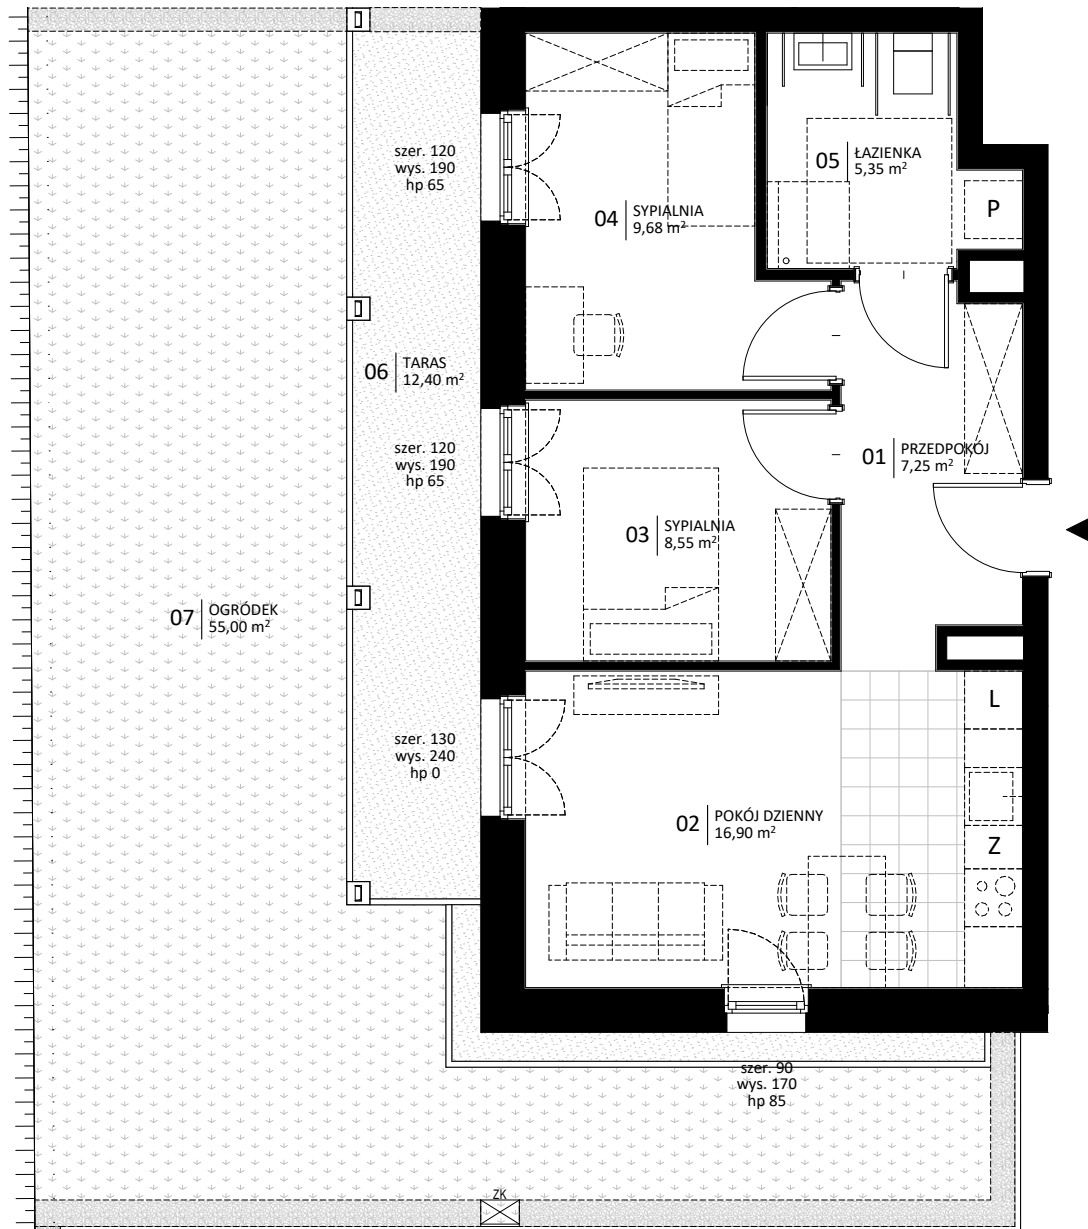 szer. 120
wys. 190
hp 65
04 SYPIALNIA
9,68 m²
05 ŁAZIENKA
5,35 m²
P
06 TARAS
12,40 m²
szer. 120
wys. 190
hp 65
01 PRZEDPOKÓJ
7,25 m²
03 SYPIALNIA
8,55 m²
07 OGRÓDEK
55,00 m²
szer. 130
wys. 240
hp 0
L
02 POKÓJ DZIENNY
16,90 m²
Z
szer. 90
wys. 170
hp 85
ZK